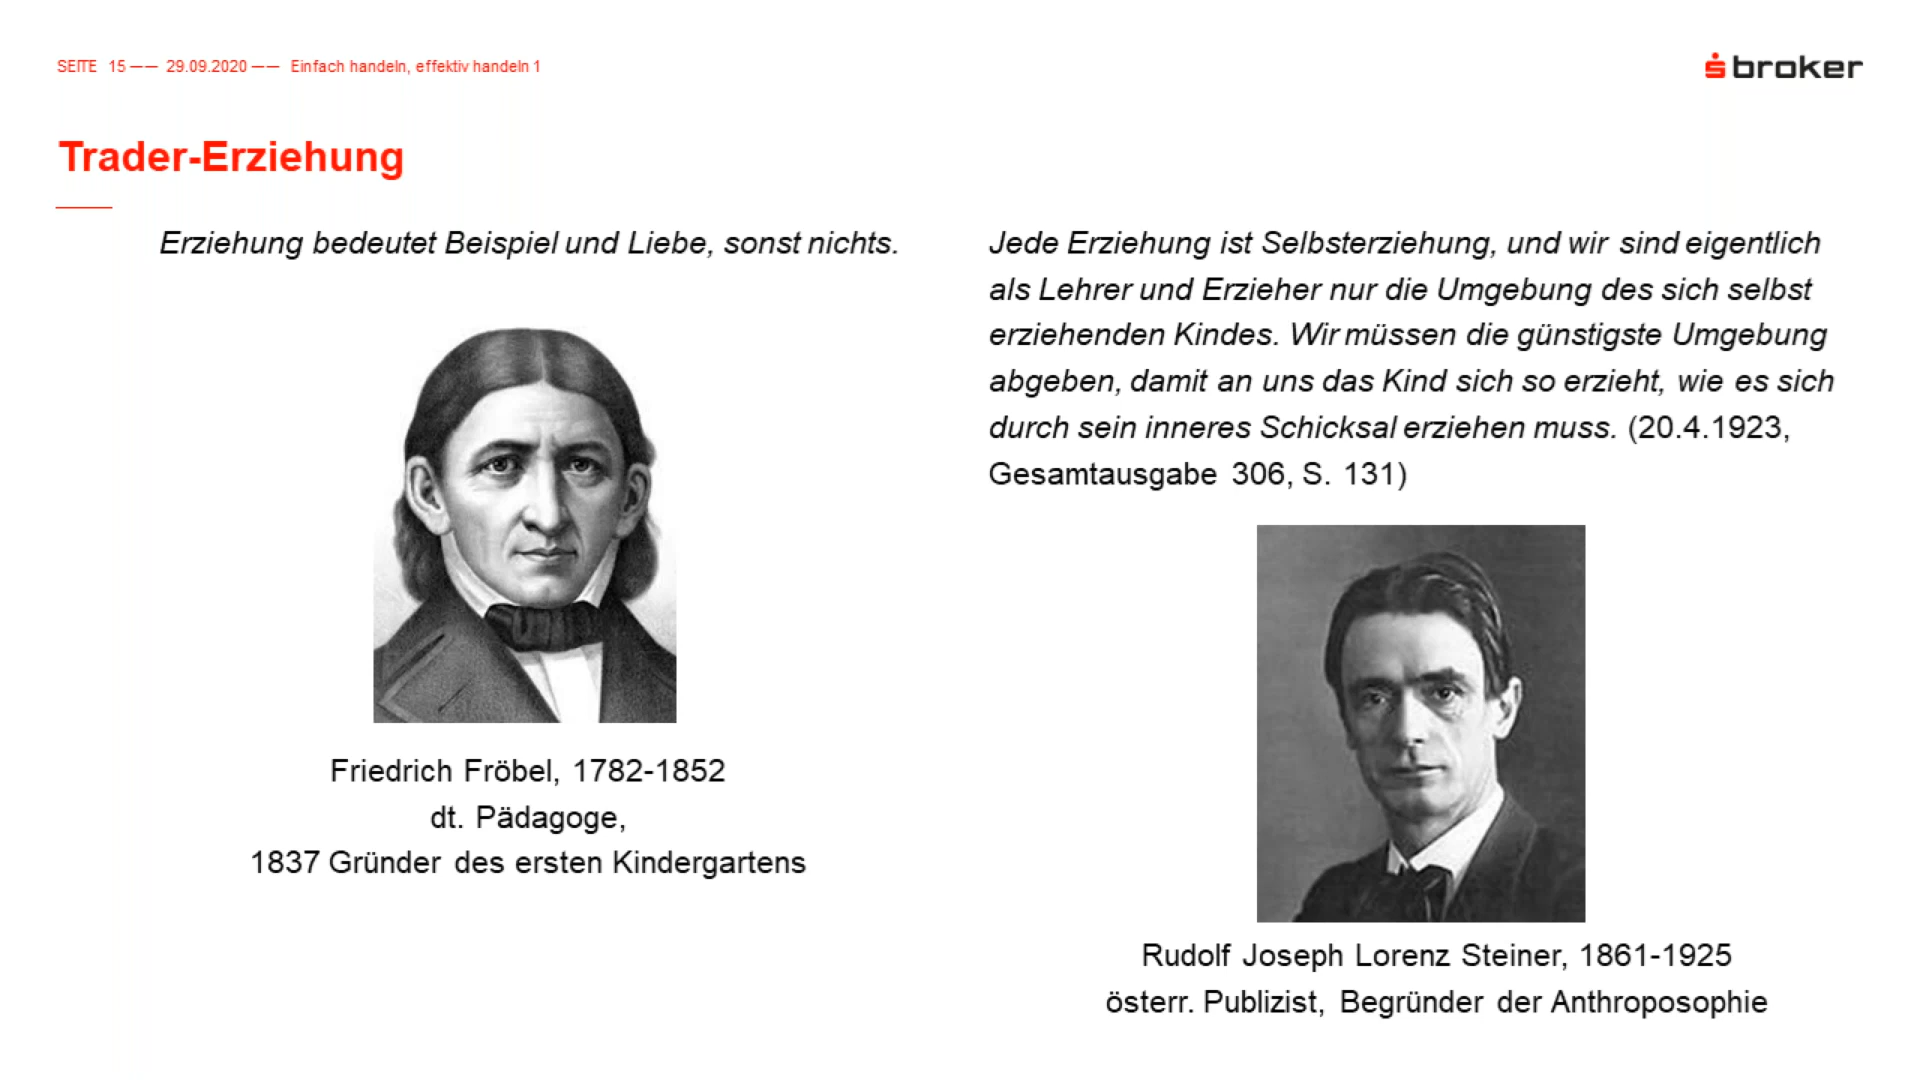 SEITE 15 —— 29.09.2020 —— Einfach handeln, effektiv handeln 1
broker
Trader-Erziehung
Erziehung bedeutet Beispiel und Liebe, sonst nichts.
Friedrich Fröbel, 1782-1852
dt. Pädagoge,
1837 Gründer des ersten Kindergartens
Jede Erziehung ist Selbsterziehung, und wir sind eigentlich
als Lehrer und Erzieher nur die Umgebung des sich selbst
erziehenden Kindes. Wir müssen die günstigste Umgebung
abgeben, damit an uns das Kind sich so erzieht, wie es sich
durch sein inneres Schicksal erziehen muss. (20.4.1923,
Gesamtausgabe 306, S. 131)
Rudolf Joseph Lorenz Steiner, 1861-1925
österr. Publizist, Begründer der Anthroposophie